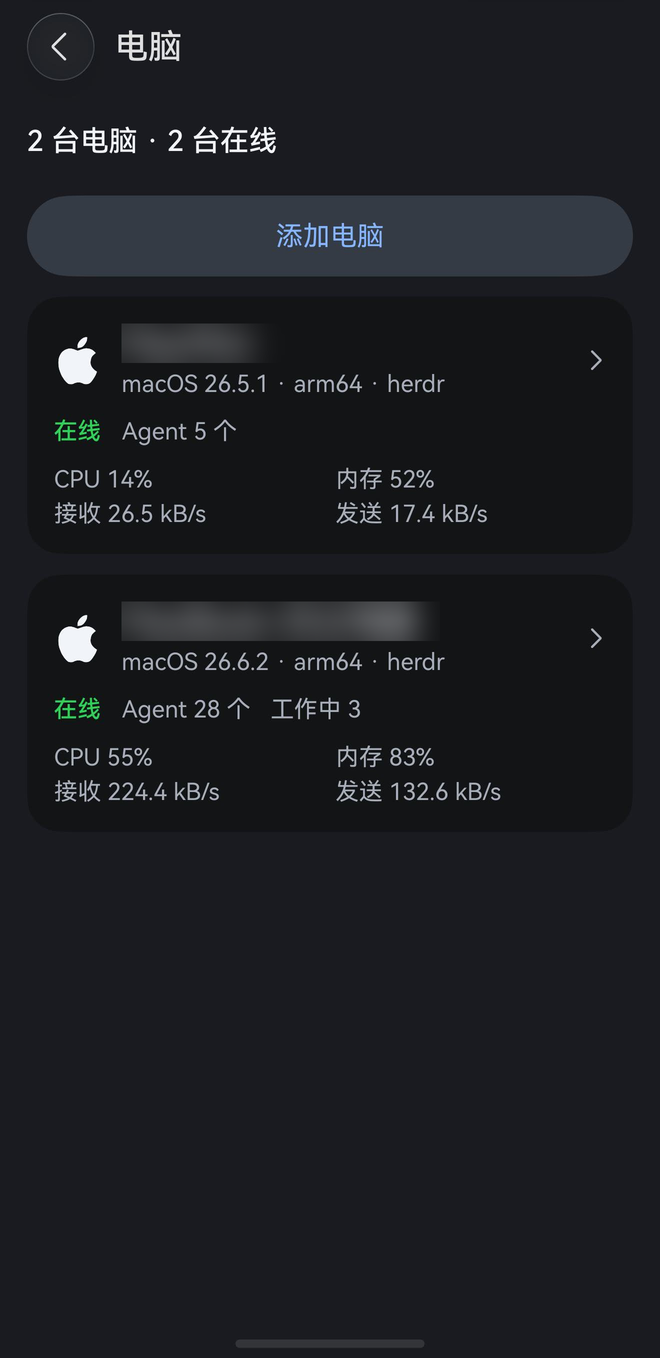 电脑
2 台电脑 · 2 台在线
添加电脑
macOS 26.5.1 · arm64 · herdr
在线 Agent 5 个
CPU 14% 内存 52%
接收 26.5 kB/s 发送 17.4 kB/s
macOS 26.6.2 · arm64 · herdr
在线 Agent 28 个 工作中 3
CPU 55% 内存 83%
接收 224.4 kB/s 发送 132.6 kB/s